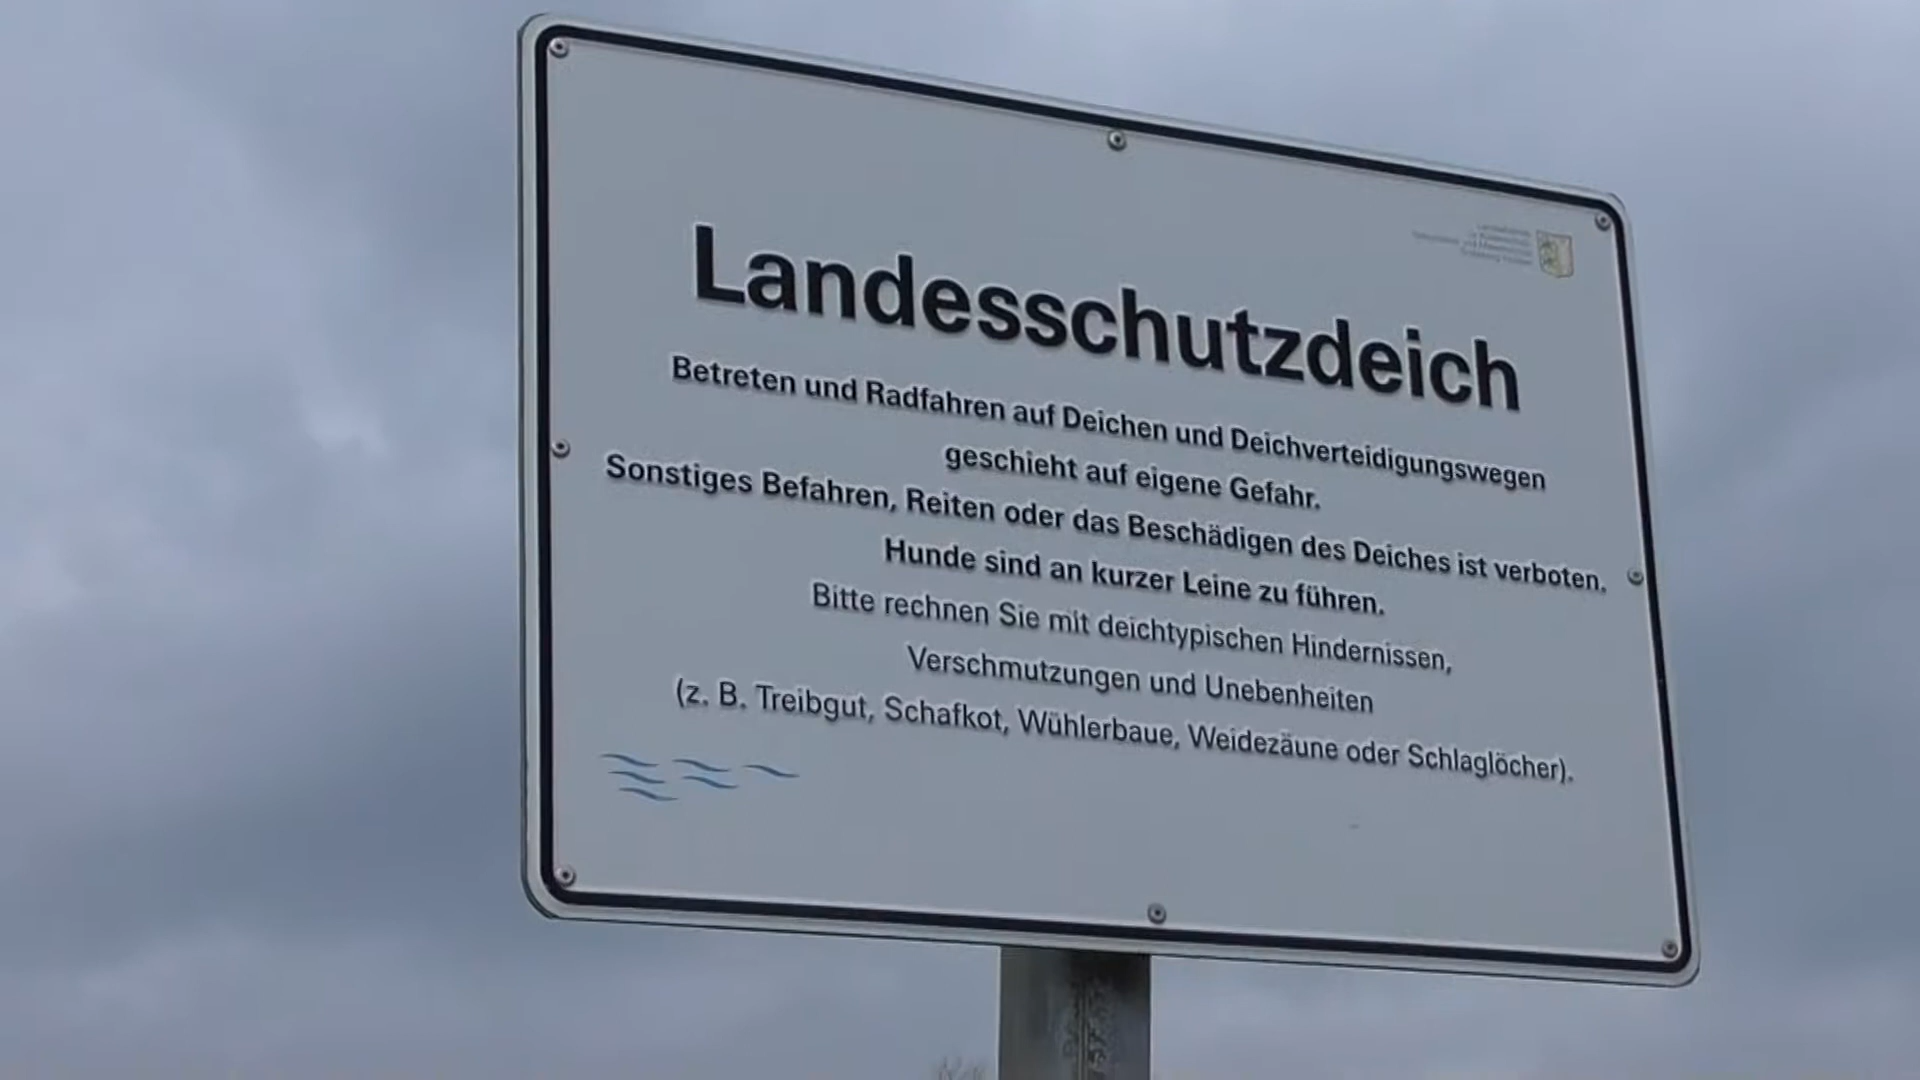 Landesschutzdeich
Betreten und Radfahren auf Deichen und Deichverteidigungswegen
geschieht auf eigene Gefahr.
Sonstiges Befahren, Reiten oder das Beschädigen des Deiches ist verboten.
Hunde sind an kurzer Leine zu führen.
Bitte rechnen Sie mit deichtypischen Hindernissen,
Verschmutzungen und Unebenheiten
(z. B. Treibgut, Schafkot, Wühlerbaue, Weidezäune oder Schlaglöcher).